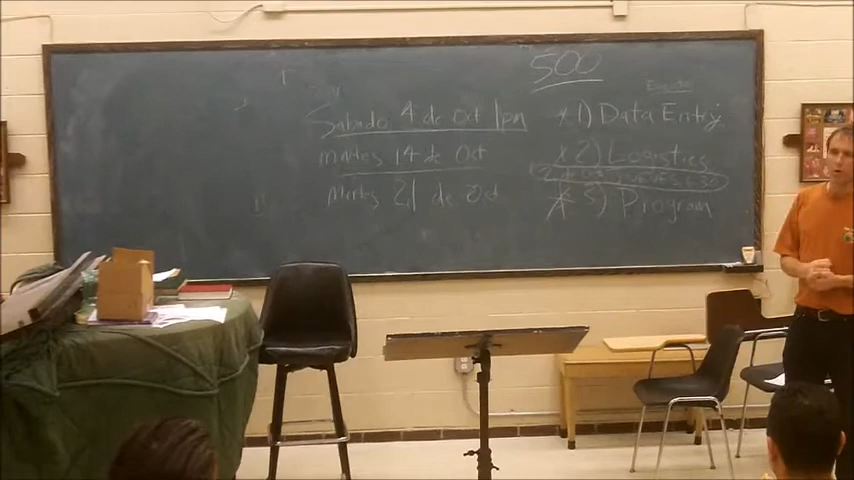 500
Sabado 4 de Oct 1pm
martes 14 de Oct
Martes 21 de Oct
* 1) Data Entry
* 2) Logistics
* 3) Program